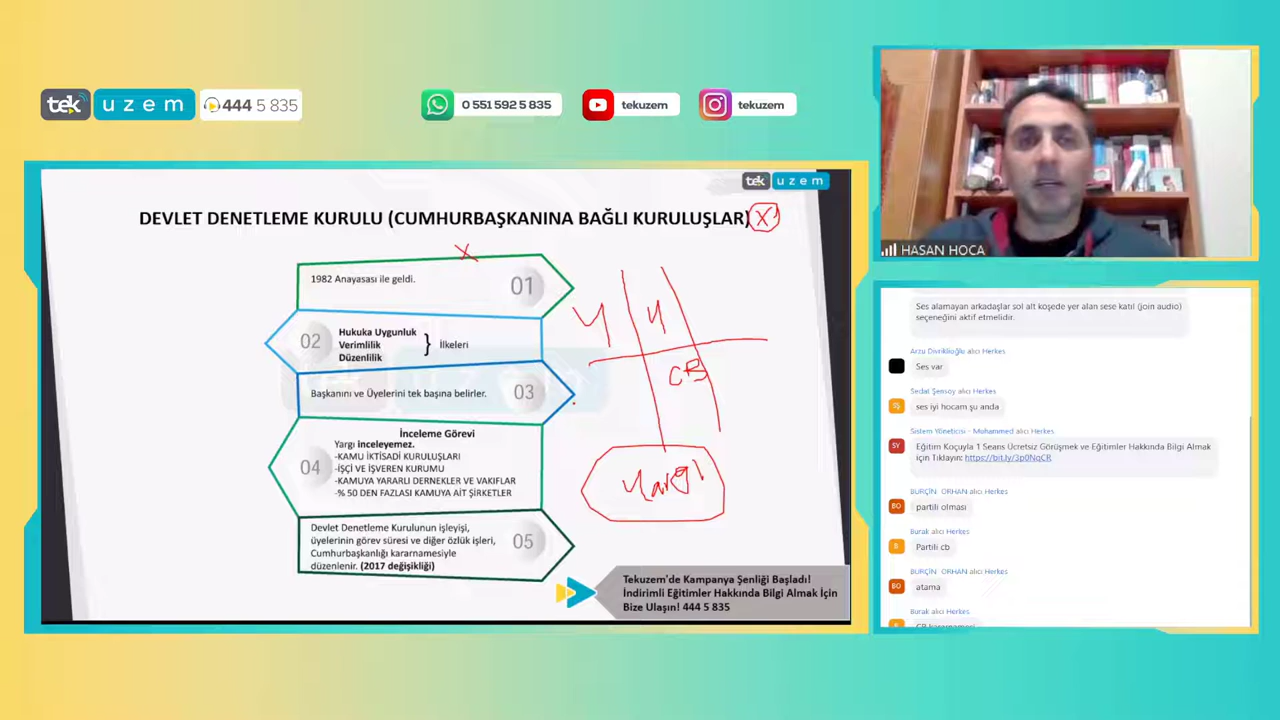 tek uzem 444 5 835
0 551 592 5 835
tekuzem
tekuzem
tek uzem
DEVLET DENETLEME KURULU (CUMHURBAŞKANINA BAĞLI KURULUŞLAR) X
X
1982 Anayasası ile geldi.
01
02
Hukuka Uygunluk
Verimlilik
Düzenlilik
} İlkeleri
Başkanını ve Üyelerini tek başına belirler.
03
04
İnceleme Görevi
Yargı inceleyemez.
-KAMU İKTİSADİ KURULUŞLARI
-İŞÇİ VE İŞVEREN KURUMU
-KAMUYA YARARLI DERNEKLER VE VAKIFLAR
-% 50 DEN FAZLASI KAMUYA AİT ŞİRKETLER
Devlet Denetleme Kurulunun işleyişi,
üyelerinin görev süresi ve diğer özlük işleri,
Cumhurbaşkanlığı kararnamesiyle
düzenlenir. (2017 değişikliği)
05
Y
Y
CB
Yargı
Tekuzem'de Kampanya Şenliği Başladı!
İndirimli Eğitimler Hakkında Bilgi Almak İçin
Bize Ulaşın! 444 5 835
HASAN HOCA
Ses alamayan arkadaşlar sol alt koşede yer alan sese katıl (join audio)
seçeneğini aktif etmelidir.
Arzu Divriklioğlu alıcı Herkes
Ses var
Sedat Şensoy alıcı Herkes
SŞ
ses iyi hocam şu anda
Sistem Yöneticisi - Muhammed alıcı Herkes
SY
Eğitim Koçuyla 1 Seans Ücretsiz Görüşmek ve Eğitimler Hakkında Bilgi Almak
için Tıklayın: https://bit.ly/3p0NqCR
BURÇİN ORHAN alıcı Herkes
BO
partili olması
Burak alıcı Herkes
B
Partili cb
BURÇİN ORHAN alıcı Herkes
BO
atama
Burak alıcı Herkes
CB kararnamesi